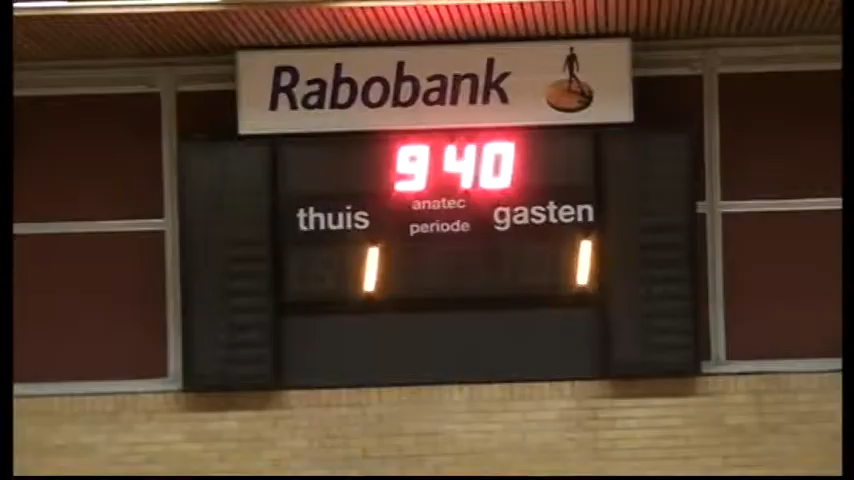 Rabobank
9 40
anatec
thuis periode gasten
1 1